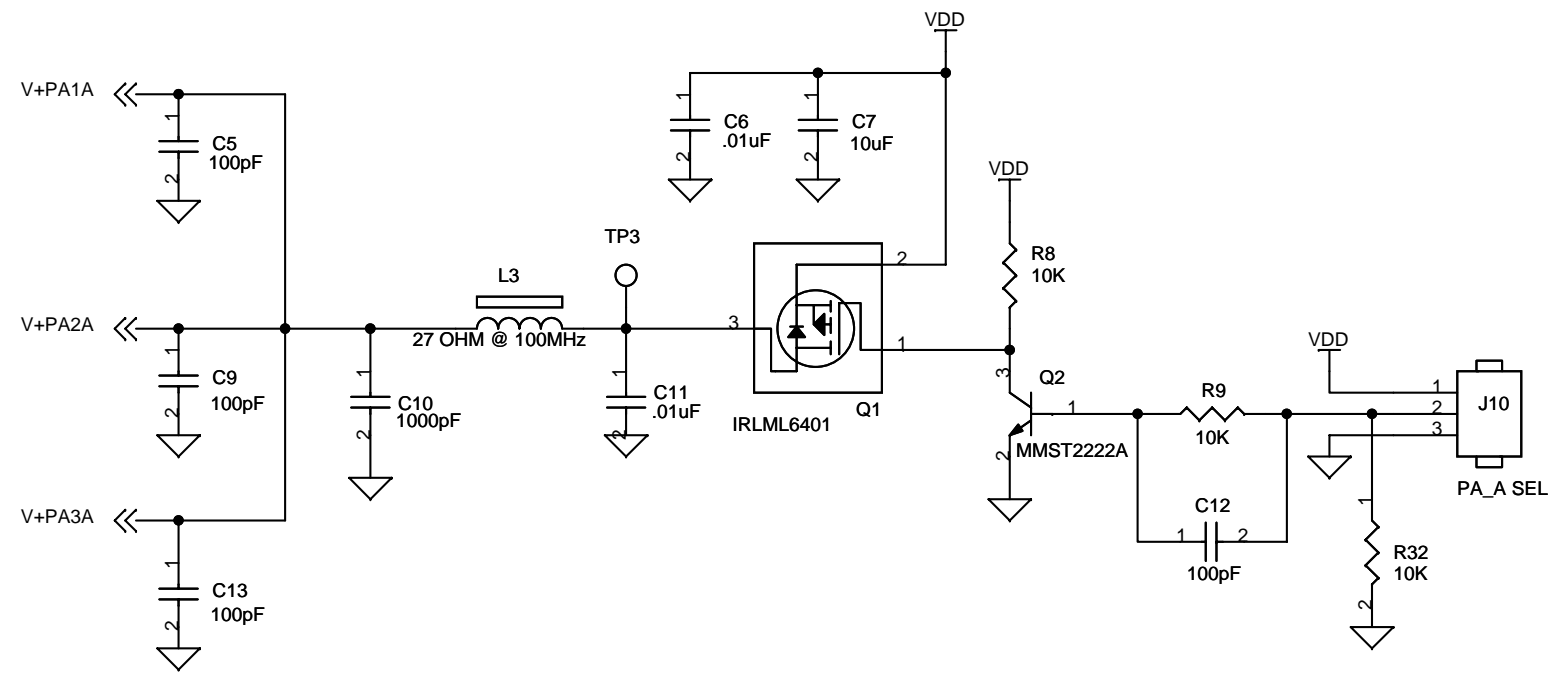 VDD
V+PA1A
1
C5
100pF
2
1
C6
.01uF
2
1
C7
10uF
2
VDD
R8
10K
TP3
L3
27 OHM @ 100MHz
V+PA2A
1
C9
100pF
2
1
C10
1000pF
2
1
C11
.01uF
2
3
2
1
Q1
IRLML6401
3
Q2
1
MMST2222A
2
R9
10K
C12
1
2
100pF
VDD
1
2
3
J10
PA_A SEL
1
R32
10K
2
V+PA3A
1
C13
100pF
2